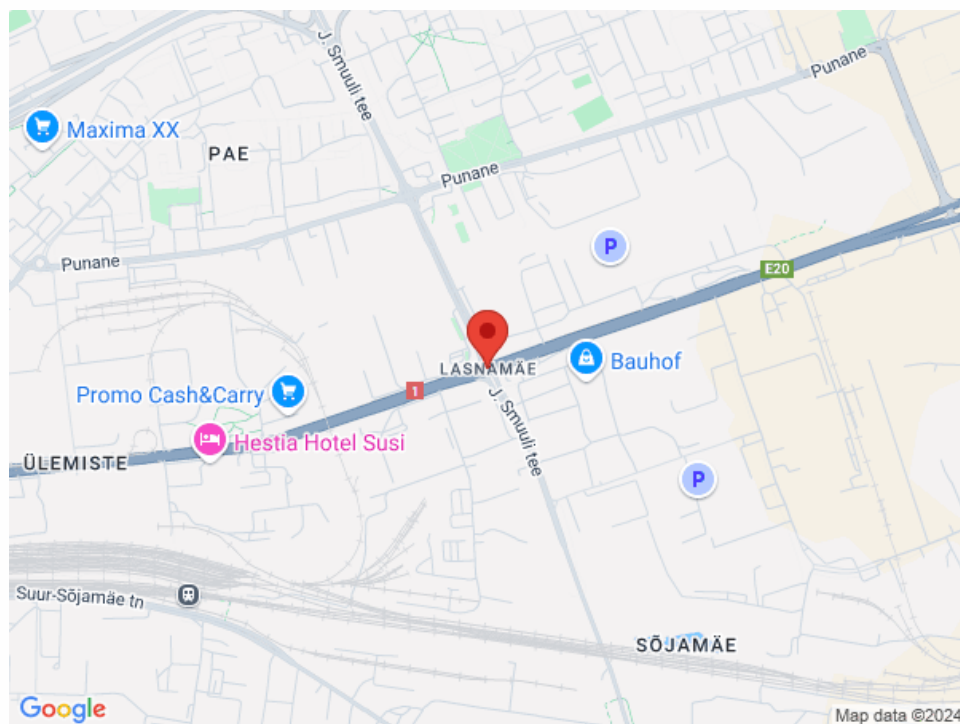 J. Smuuli tee
Punane
Maxima XX
PAE
Punane
Punane
E20
LASNAMÄE
Bauhof
1
Promo Cash&Carry
J. Smuuli tee
Hestia Hotel Susi
ÜLEMISTE
P
P
Suur-Sõjamäe tn
SÕJAMÄE
Google
Map data ©2024